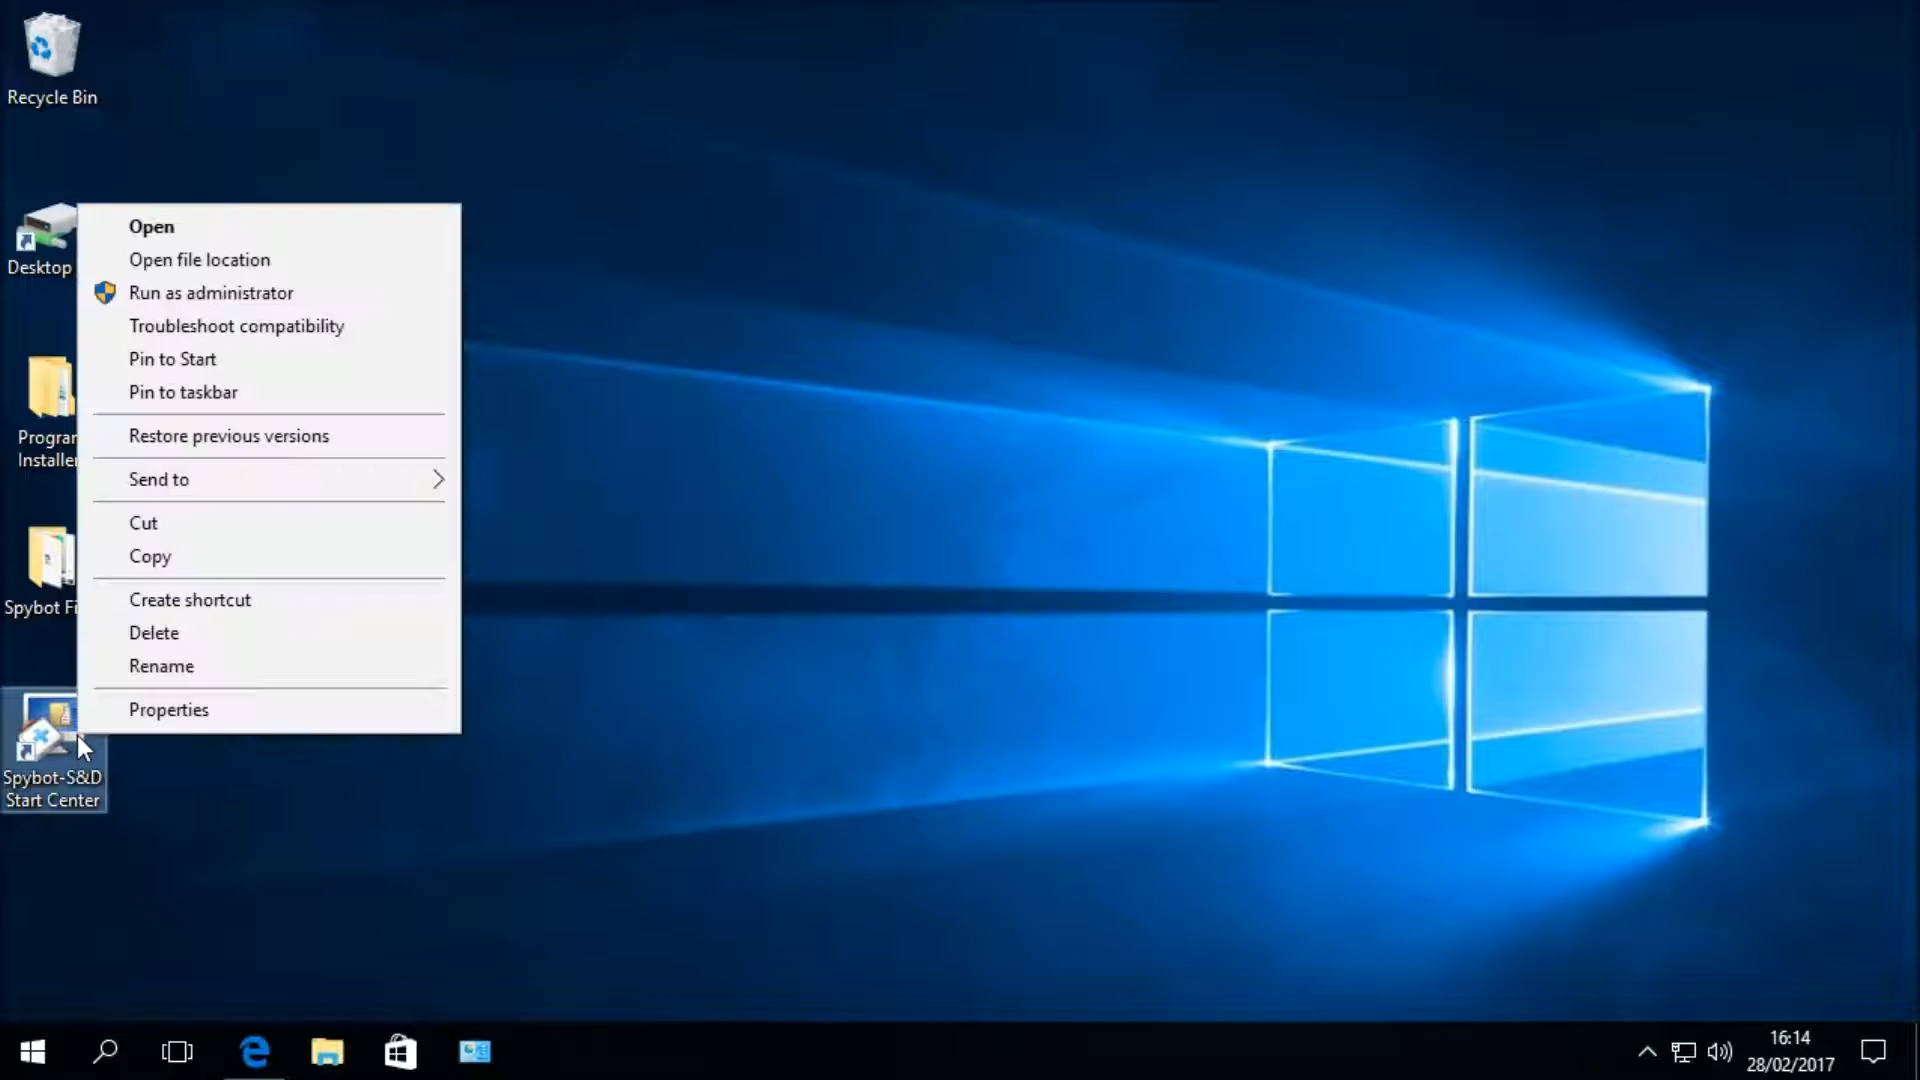 Recycle Bin
Desktop
Open
Open file location
Run as administrator
Troubleshoot compatibility
Pin to Start
Pin to taskbar
Restore previous versions
Send to
Cut
Copy
Create shortcut
Delete
Rename
Properties
Installe
Spybot
Spybot-S&D
Start Center
16:14
28/02/2017